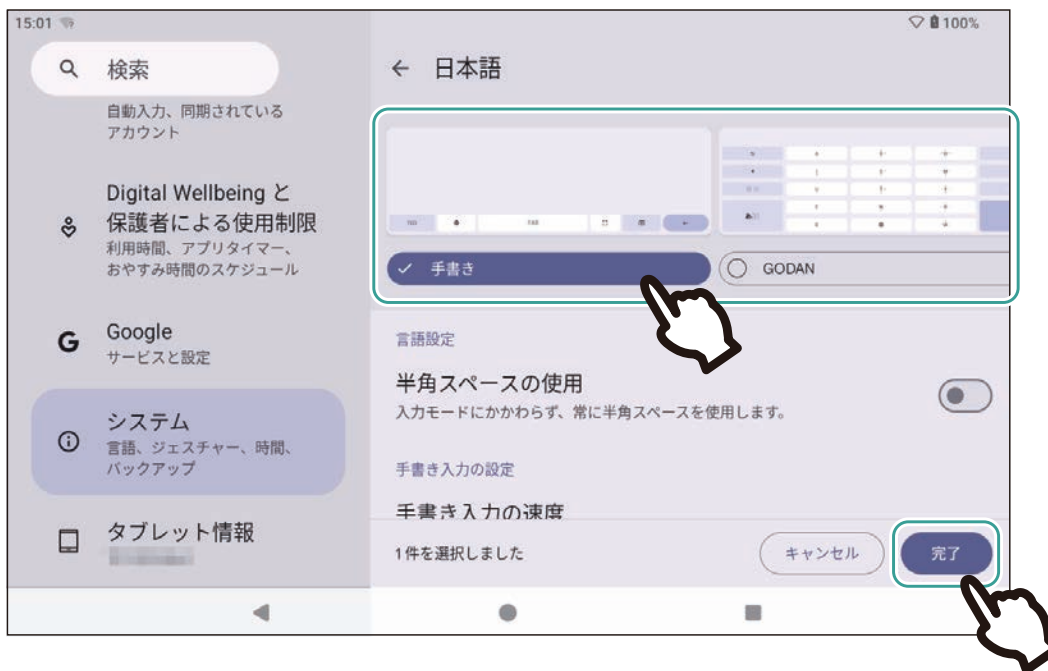 15:01
100%
検索
自動入力、同期されている
アカウント
Digital Wellbeing と
保護者による使用制限
利用時間、アプリタイマー、
おやすみ時間のスケジュール
G Google
サービスと設定
システム
言語、ジェスチャー、時間、
バックアップ
タブレット情報
← 日本語
手書き
GODAN
言語設定
半角スペースの使用
入力モードにかかわらず、常に半角スペースを使用します。
手書き入力の設定
手書き入力の速度
1件を選択しました
キャンセル
完了